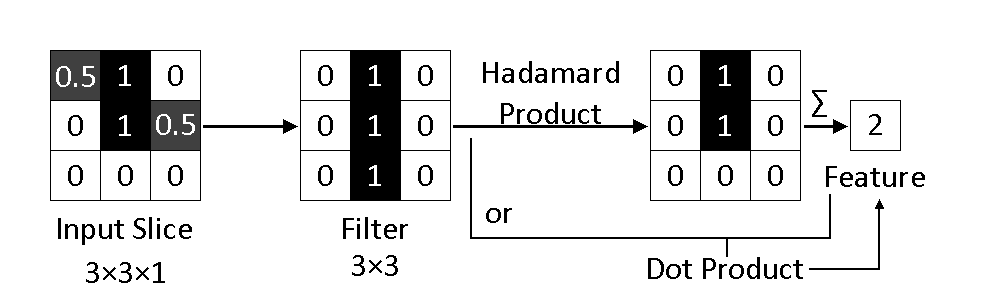 0.5 1 0
0 1 0.5
0 0 0
Input Slice
3×3×1
0 1 0
0 1 0
0 1 0
Filter
3×3
Hadamard
Product
or
0 1 0
0 1 0
0 0 0
∑
2
Feature
Dot Product